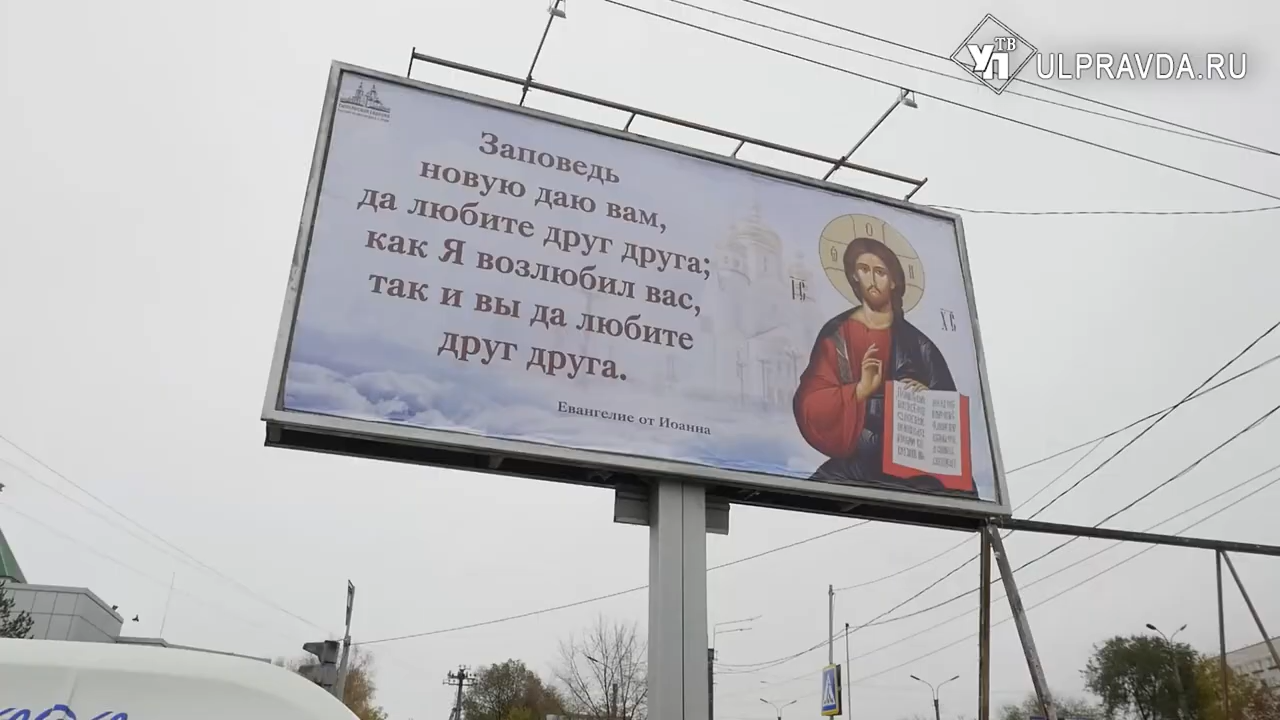 УП ТВ ULPRAVDA.RU
Заповедь
новую даю вам,
да любите друг друга;
как Я возлюбил вас,
так и вы да любите
друг друга.
Евангелие от Иоанна
IC
XC